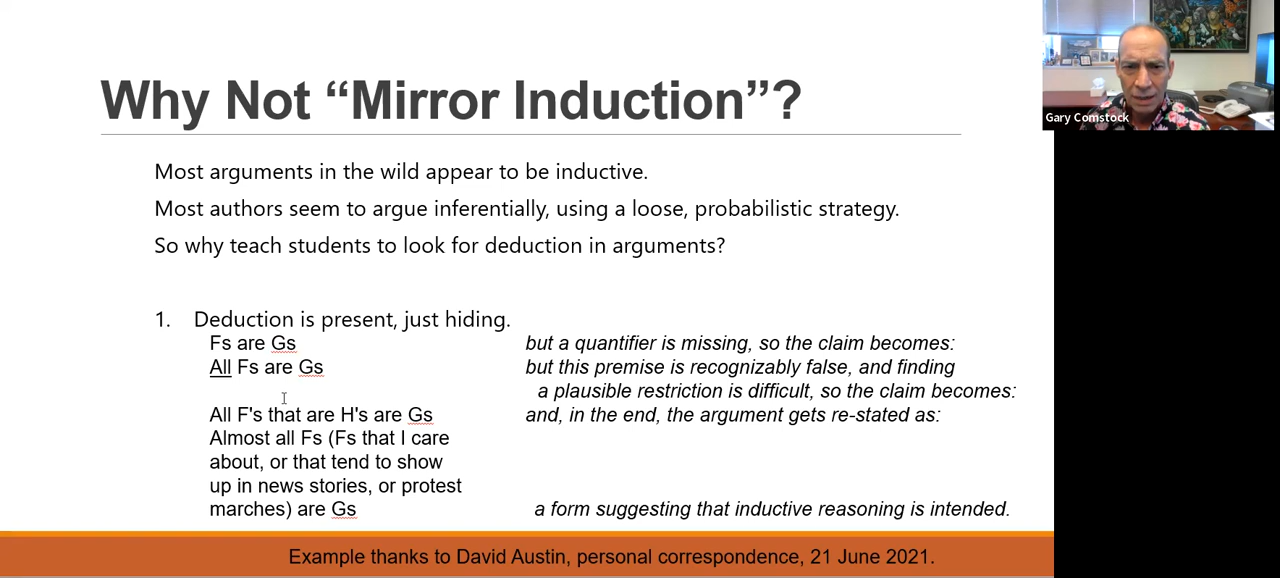 Why Not “Mirror Induction”?
Gary Comstock
Most arguments in the wild appear to be inductive.
Most authors seem to argue inferentially, using a loose, probabilistic strategy.
So why teach students to look for deduction in arguments?
1. Deduction is present, just hiding.
Fs are Gs but a quantifier is missing, so the claim becomes:
All Fs are Gs but this premise is recognizably false, and finding
a plausible restriction is difficult, so the claim becomes:
All F's that are H's are Gs and, in the end, the argument gets re-stated as:
Almost all Fs (Fs that I care
about, or that tend to show
up in news stories, or protest
marches) are Gs a form suggesting that inductive reasoning is intended.
Example thanks to David Austin, personal correspondence, 21 June 2021.